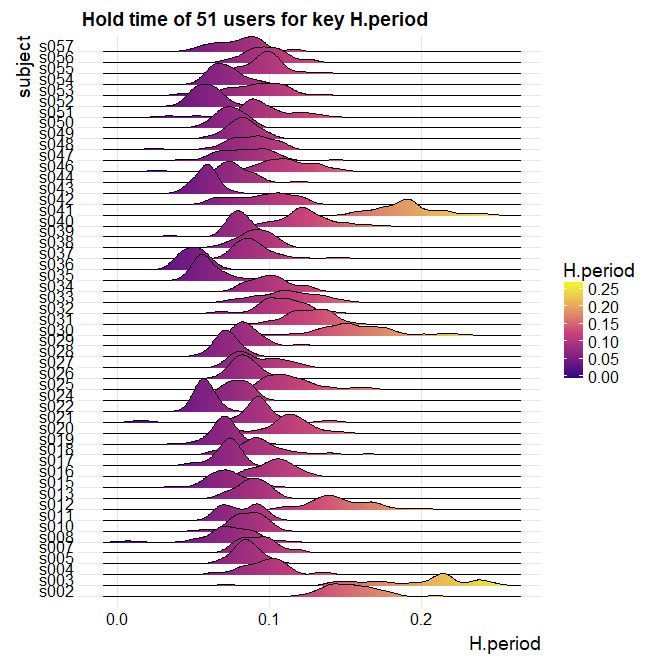 Hold time of 51 users for key H.period
subject
s057
s056
s055
s054
s053
s052
s051
s050
s049
s048
s047
s046
s044
s043
s042
s041
s040
s039
s038
s037
s036
s035
s034
s033
s032
s031
s030
s029
s028
s027
s026
s025
s024
s022
s021
s020
s019
s018
s017
s016
s015
s013
s012
s011
s010
s008
s007
s005
s004
s003
s002
0.0 0.1 0.2
H.period
H.period
0.25
0.20
0.15
0.10
0.05
0.00